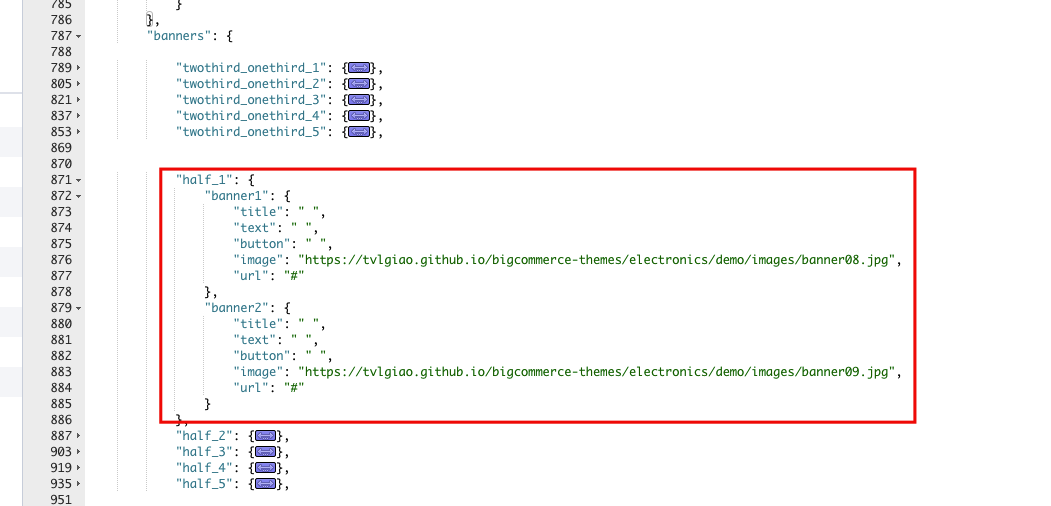 785 }
786 },
787 "banners": {
788
789 "twothird_onethird_1": {},
805 "twothird_onethird_2": {},
821 "twothird_onethird_3": {},
837 "twothird_onethird_4": {},
853 "twothird_onethird_5": {},
869
870
871 "half_1": {
872 "banner1": {
873 "title": " ",
874 "text": " ",
875 "button": " ",
876 "image": "https://tvlgiao.github.io/bigcommerce-themes/electronics/demo/images/banner08.jpg",
877 "url": "#"
878 },
879 "banner2": {
880 "title": " ",
881 "text": " ",
882 "button": " ",
883 "image": "https://tvlgiao.github.io/bigcommerce-themes/electronics/demo/images/banner09.jpg",
884 "url": "#"
885 }
886 },
887 "half_2": {},
903 "half_3": {},
919 "half_4": {},
935 "half_5": {},
951